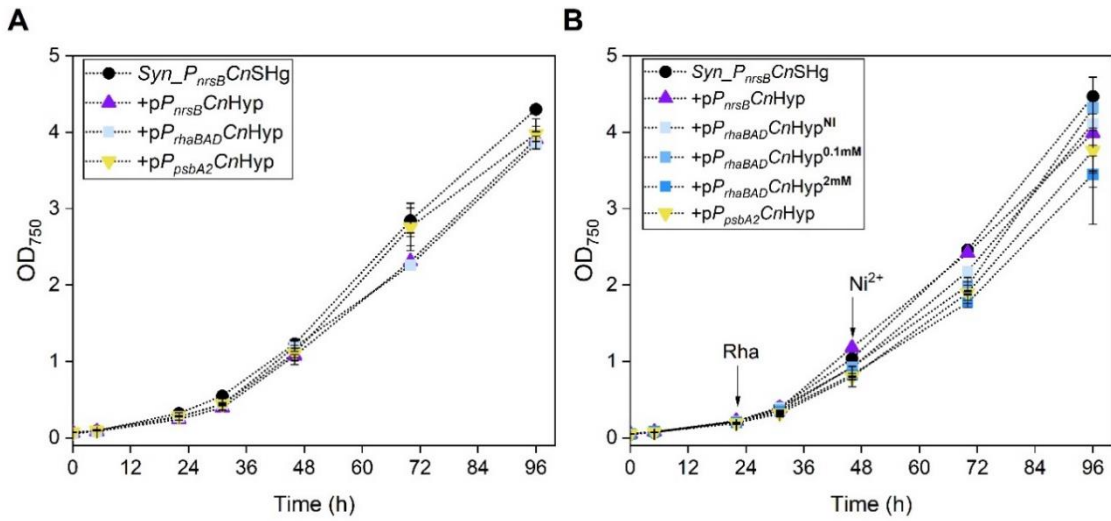 A
5
4
3
2
1
0
OD750
Syn_PnrsBCnSHg
+pPnrsBCnHyp
+pPrhaBADCnHyp
+pPpsbA2CnHyp
0 12 24 36 48 60 72 84 96
Time (h)
B
5
4
3
2
1
0
OD750
Syn_PnrsBCnSHg
+pPnrsBCnHyp
+pPrhaBADCnHypNI
+pPrhaBADCnHyp0.1mM
+pPrhaBADCnHyp2mM
+pPpsbA2CnHyp
Ni2+
Rha
0 12 24 36 48 60 72 84 96
Time (h)